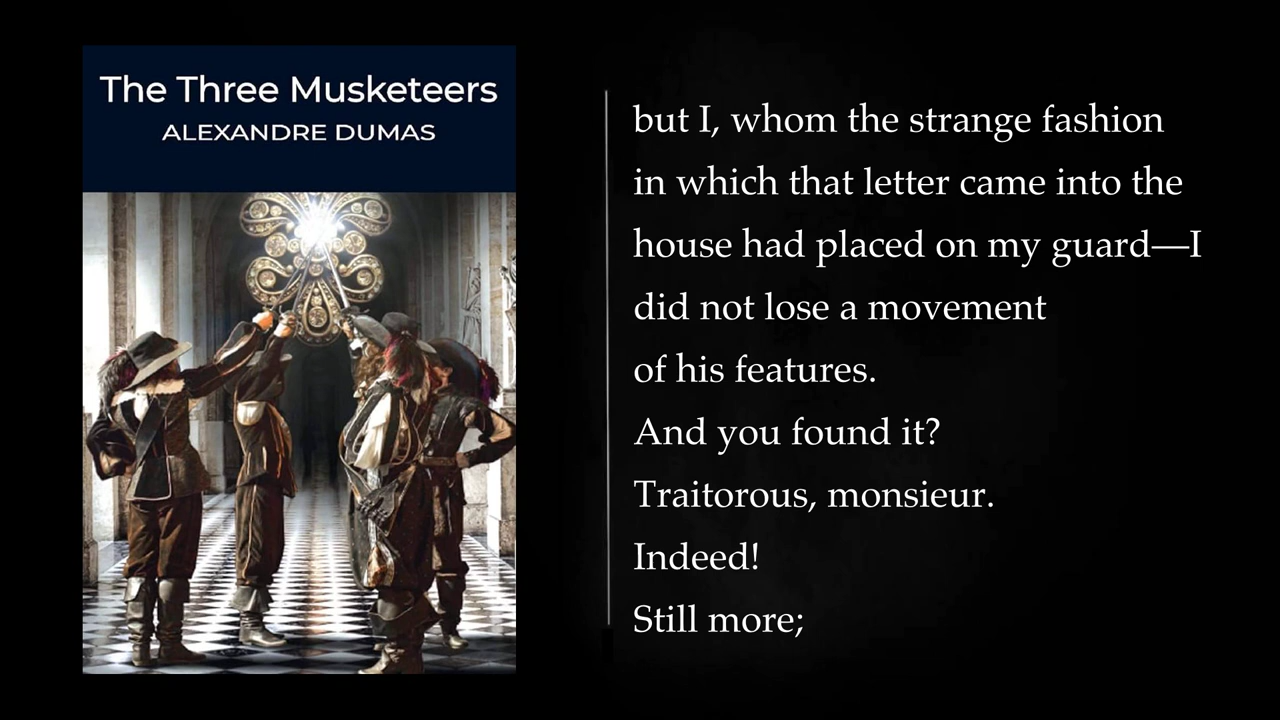 The Three Musketeers
ALEXANDRE DUMAS
but I, whom the strange fashion
in which that letter came into the
house had placed on my guard—I
did not lose a movement
of his features.
And you found it?
Traitorous, monsieur.
Indeed!
Still more;